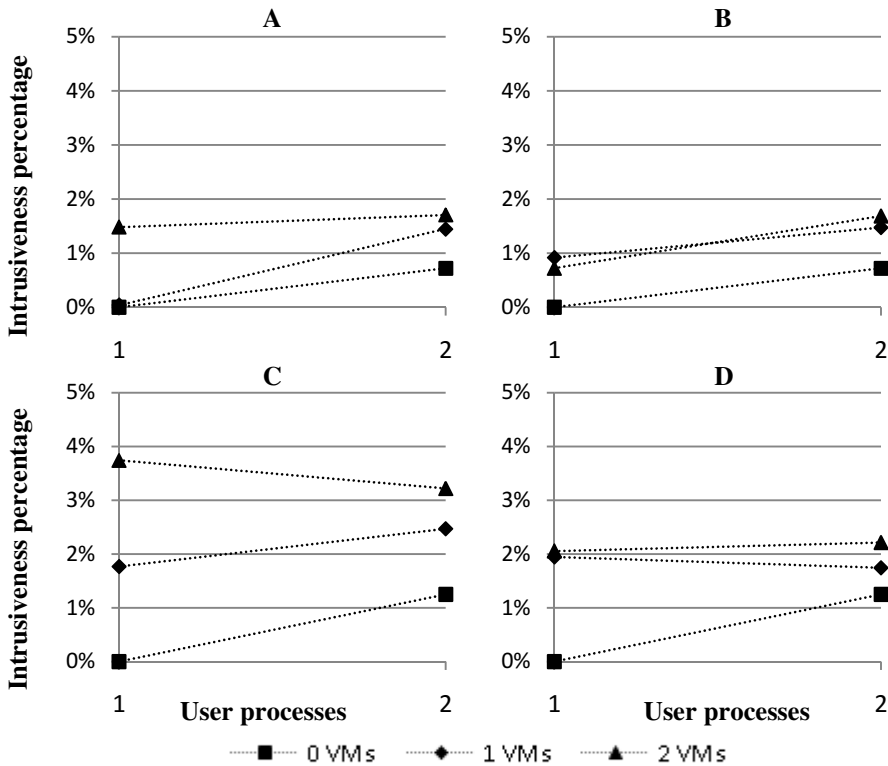 A
Intrusiveness percentage
5%
4%
3%
2%
1%
0%
1
2
B
5%
4%
3%
2%
1%
0%
1
2
C
Intrusiveness percentage
5%
4%
3%
2%
1%
0%
1
2
User processes
D
5%
4%
3%
2%
1%
0%
1
2
User processes
0 VMs
1 VMs
2 VMs